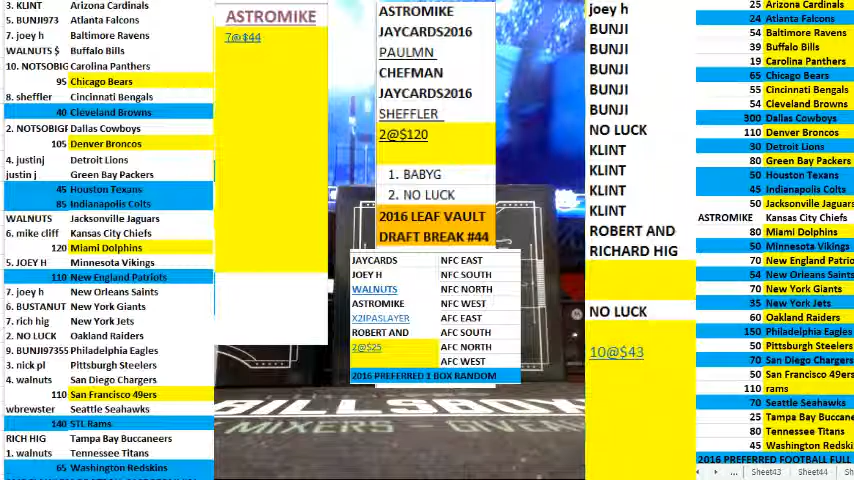 3. KLINT Arizona Cardinals
5. BUNJI973 Atlanta Falcons
7. joey h Baltimore Ravens
WALNUTS $ Buffalo Bills
10. NOTSOBIG Carolina Panthers
95 Chicago Bears
8. sheffler Cincinnati Bengals
40 Cleveland Browns
2. NOTSOBIGF Dallas Cowboys
105 Denver Broncos
4. justinj Detroit Lions
justin j Green Bay Packers
45 Houston Texans
85 Indianapolis Colts
WALNUTS Jacksonville Jaguars
6. mike cliff Kansas City Chiefs
120 Miami Dolphins
5. JOEY H Minnesota Vikings
110 New England Patriots
7. joey h New Orleans Saints
6. BUSTANUT New York Giants
7. rich hig New York Jets
2. NO LUCK Oakland Raiders
9. BUNJI97355 Philadelphia Eagles
3. nick pl Pittsburgh Steelers
4. walnuts San Diego Chargers
110 San Francisco 49ers
wbrewster Seattle Seahawks
140 STL Rams
RICH HIG Tampa Bay Buccaneers
1. walnuts Tennessee Titans
65 Washington Redskins
ASTROMIKE
7@$44
ASTROMIKE
JAYCARDS2016
PAULMN
CHEFMAN
JAYCARDS2016
SHEFFLER
2@$120
1. BABYG
2. NO LUCK
2016 LEAF VAULT
DRAFT BREAK #44
JAYCARDS NFC EAST
JOEY H NFC SOUTH
WALNUTS NFC NORTH
ASTROMIKE NFC WEST
X2IPASLAYER AFC EAST
ROBERT AND AFC SOUTH
2@$25 AFC NORTH
AFC WEST
2016 PREFERRED 1 BOX RANDOM
BILLSBOX
MIXERS - GIVEA
joey h
BUNJI
BUNJI
BUNJI
BUNJI
BUNJI
NO LUCK
KLINT
KLINT
KLINT
KLINT
ROBERT AND
RICHARD HIG
NO LUCK
10@$43
25 Arizona Cardinals
24 Atlanta Falcons
54 Baltimore Ravens
39 Buffalo Bills
19 Carolina Panthers
65 Chicago Bears
55 Cincinnati Bengals
54 Cleveland Browns
300 Dallas Cowboys
110 Denver Broncos
30 Detroit Lions
80 Green Bay Packers
50 Houston Texans
45 Indianapolis Colts
50 Jacksonville Jaguars
ASTROMIKE Kansas City Chiefs
80 Miami Dolphins
50 Minnesota Vikings
70 New England Patrio
54 New Orleans Saints
70 New York Giants
35 New York Jets
60 Oakland Raiders
150 Philadelphia Eagles
50 Pittsburgh Steelers
70 San Diego Chargers
50 San Francisco 49ers
110 rams
70 Seattle Seahawks
25 Tampa Bay Buccane
80 Tennessee Titans
45 Washington Redski
2016 PREFERRED FOOTBALL FULL
... Sheet43 Sheet44 Sh